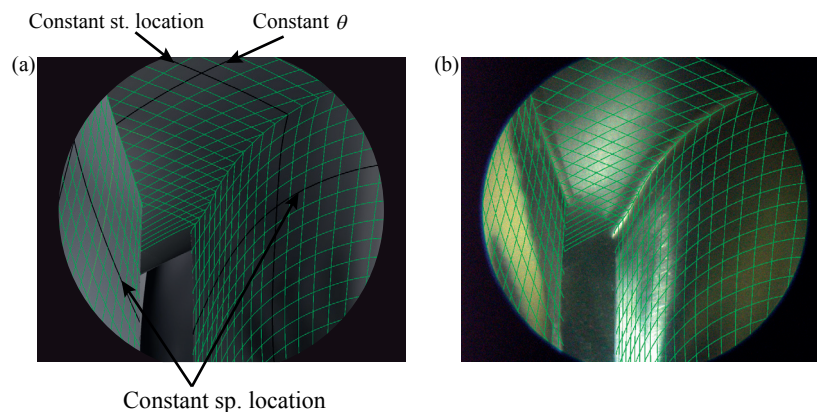 Constant st. location
Constant θ
(a)
(b)
Constant sp. location